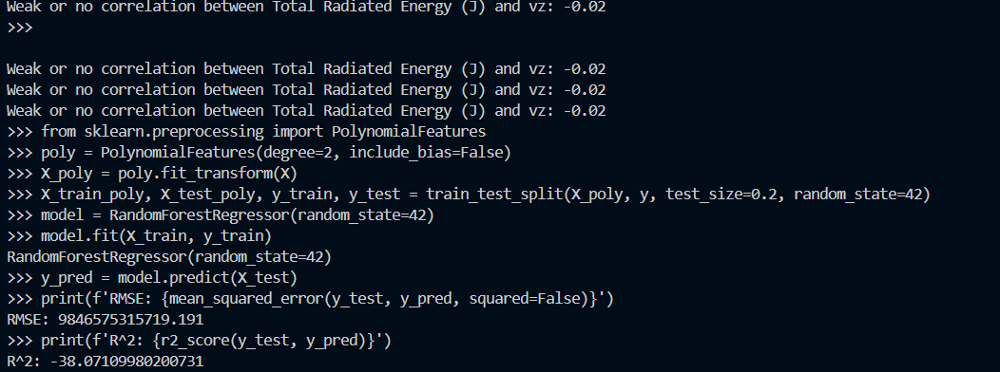 Weak or no correlation between Total Radiated Energy (J) and vz: -0.02
>>>
Weak or no correlation between Total Radiated Energy (J) and vz: -0.02
Weak or no correlation between Total Radiated Energy (J) and vz: -0.02
Weak or no correlation between Total Radiated Energy (J) and vz: -0.02
>>> from sklearn.preprocessing import PolynomialFeatures
>>> poly = PolynomialFeatures(degree=2, include_bias=False)
>>> X_poly = poly.fit_transform(X)
>>> X_train_poly, X_test_poly, y_train, y_test = train_test_split(X_poly, y, test_size=0.2, random_state=42)
>>> model = RandomForestRegressor(random_state=42)
>>> model.fit(X_train, y_train)
RandomForestRegressor(random_state=42)
>>> y_pred = model.predict(X_test)
>>> print(f'RMSE: {mean_squared_error(y_test, y_pred, squared=False)}')
RMSE: 9846575315719.191
>>> print(f'R^2: {r2_score(y_test, y_pred)}')
R^2: -38.07109980200731